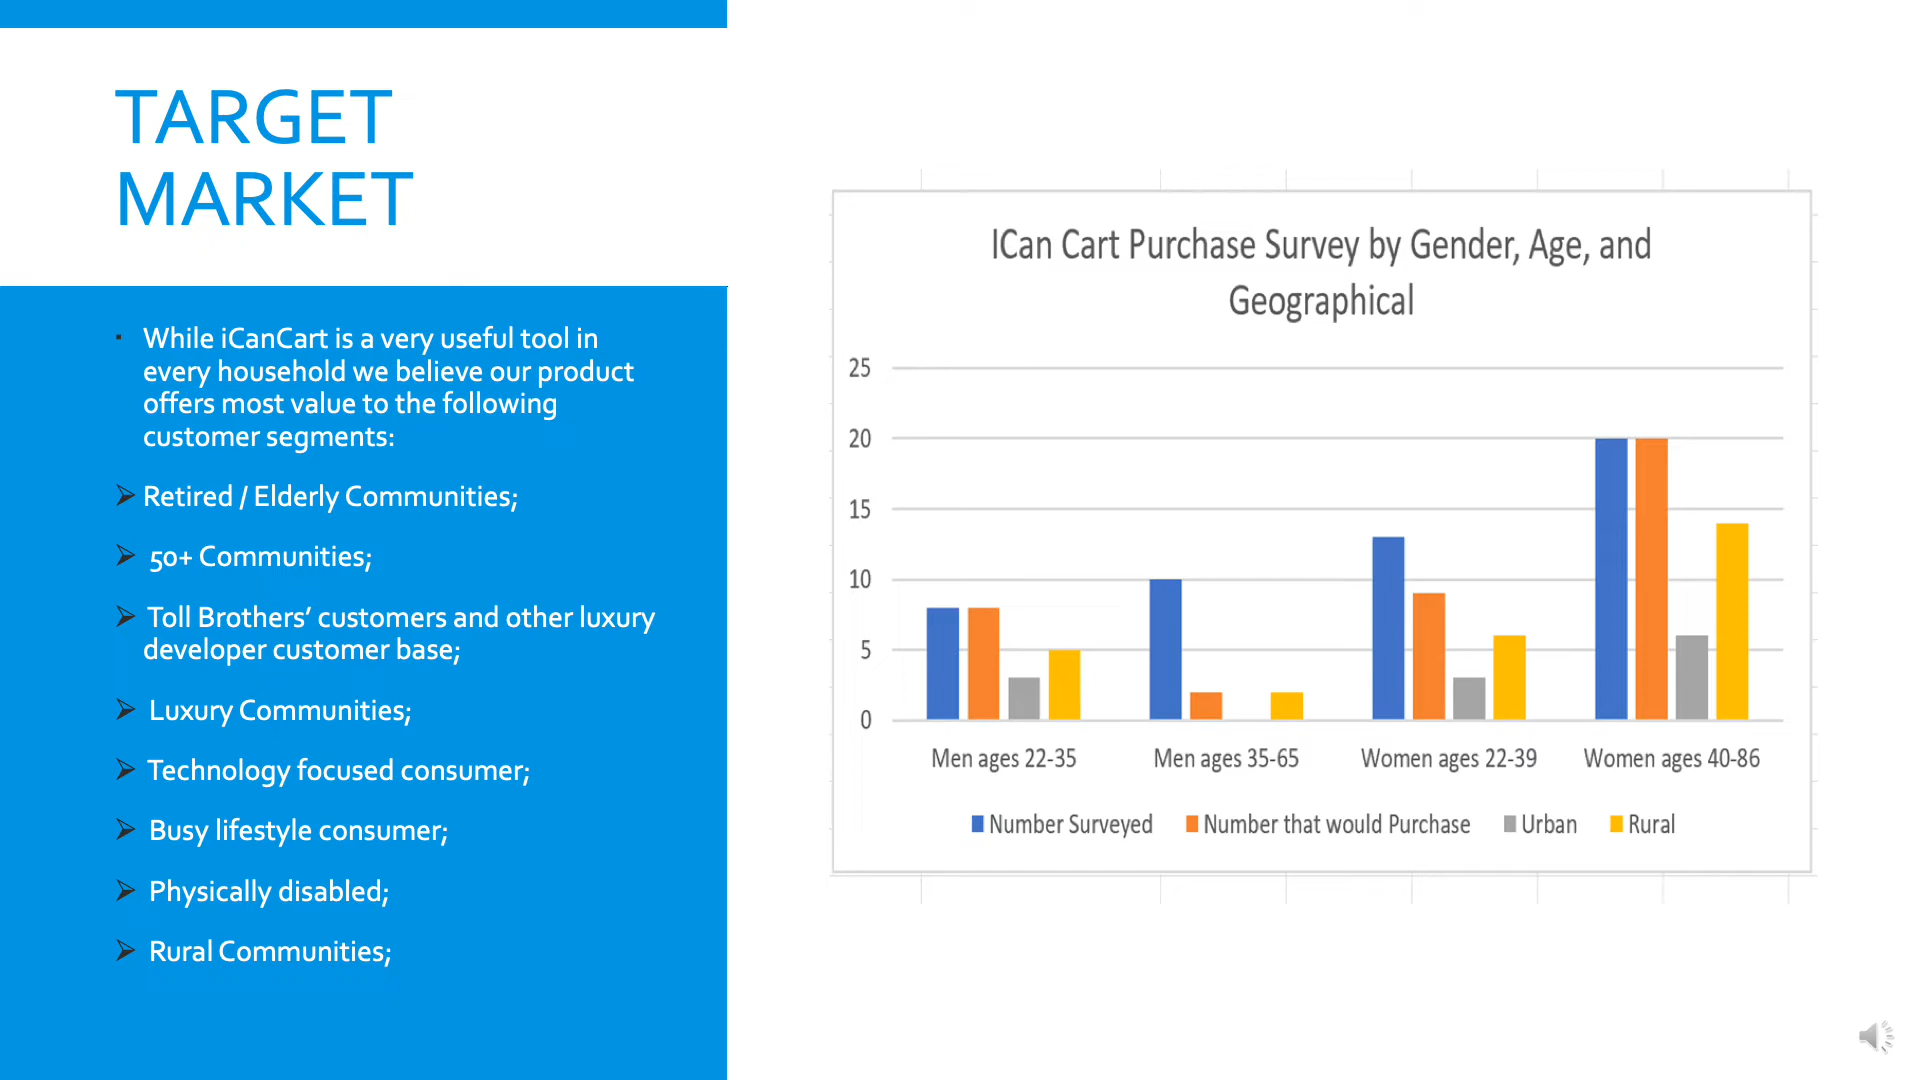 TARGET
MARKET
While iCanCart is a very useful tool in
every household we believe our product
offers most value to the following
customer segments:
Retired / Elderly Communities;
50+ Communities;
Toll Brothers’ customers and other luxury
developer customer base;
Luxury Communities;
Technology focused consumer;
Busy lifestyle consumer;
Physically disabled;
Rural Communities;
ICan Cart Purchase Survey by Gender, Age, and
Geographical
25
20
15
10
5
0
Men ages 22-35 Men ages 35-65 Women ages 22-39 Women ages 40-86
Number Surveyed Number that would Purchase Urban Rural